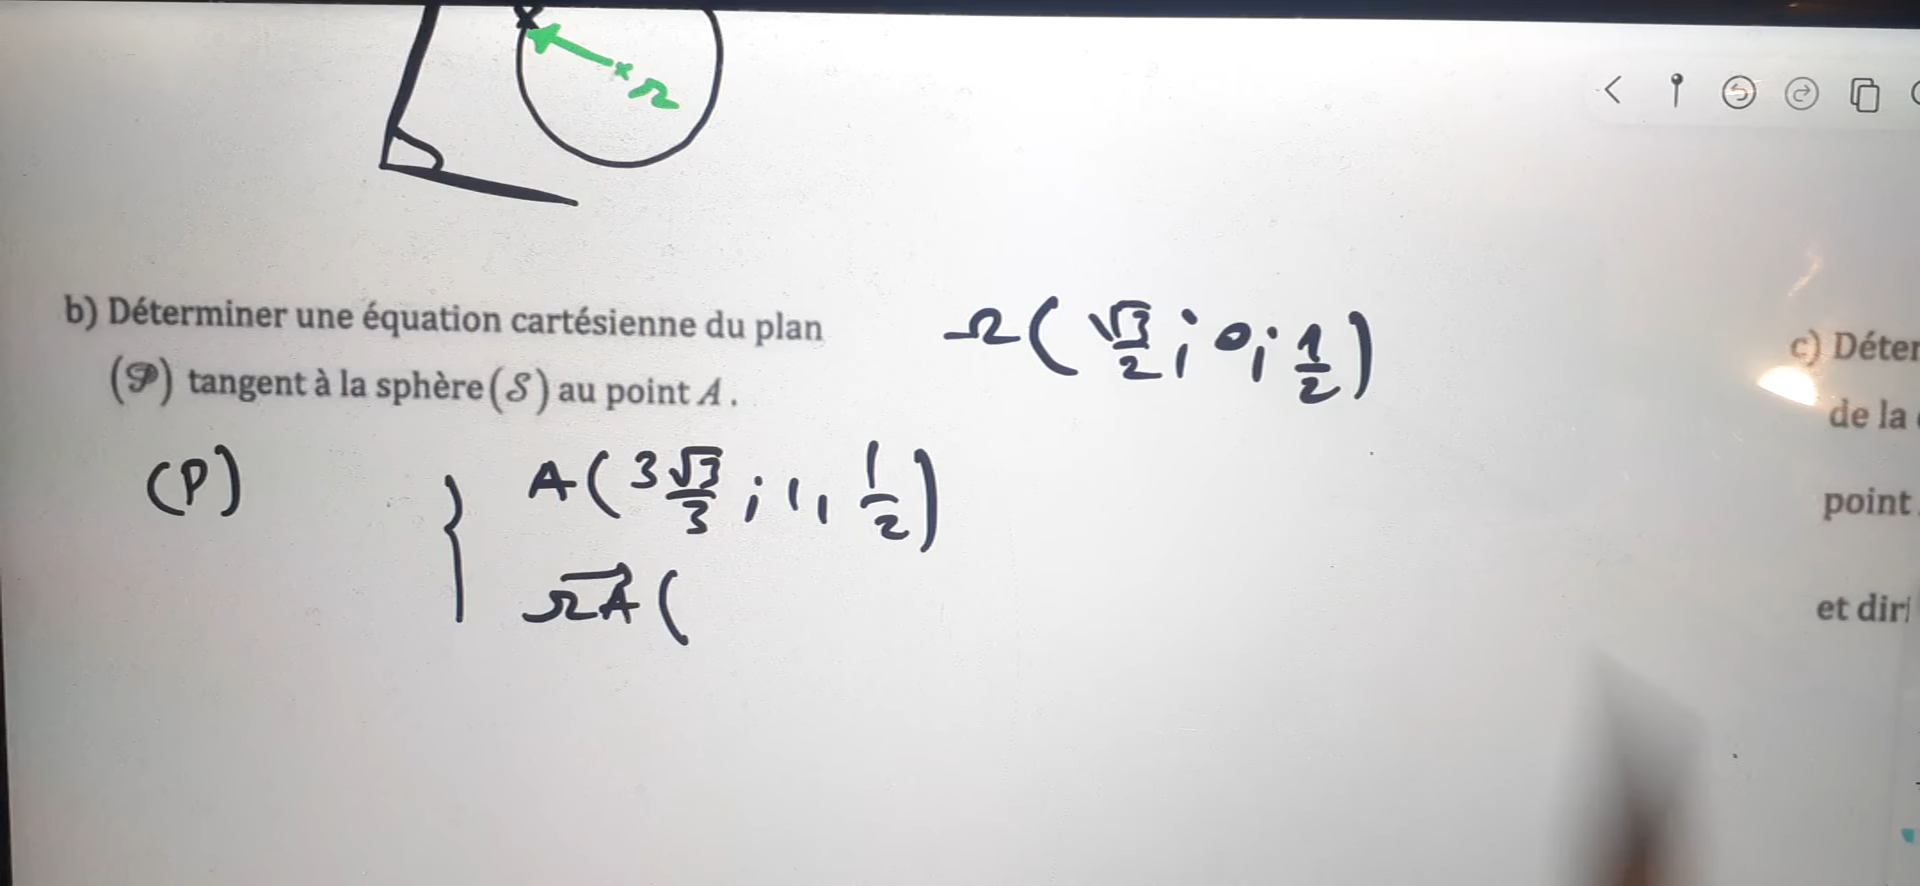 Ω
b) Déterminer une équation cartésienne du plan
(𝒫) tangent à la sphère (𝒮) au point A .
Ω(√3/2 ; 0 ; 1/2)
(P)
A(3√3/3 ; 1, 1/2)
ΩA(
c) Déter
de la
point
et diri